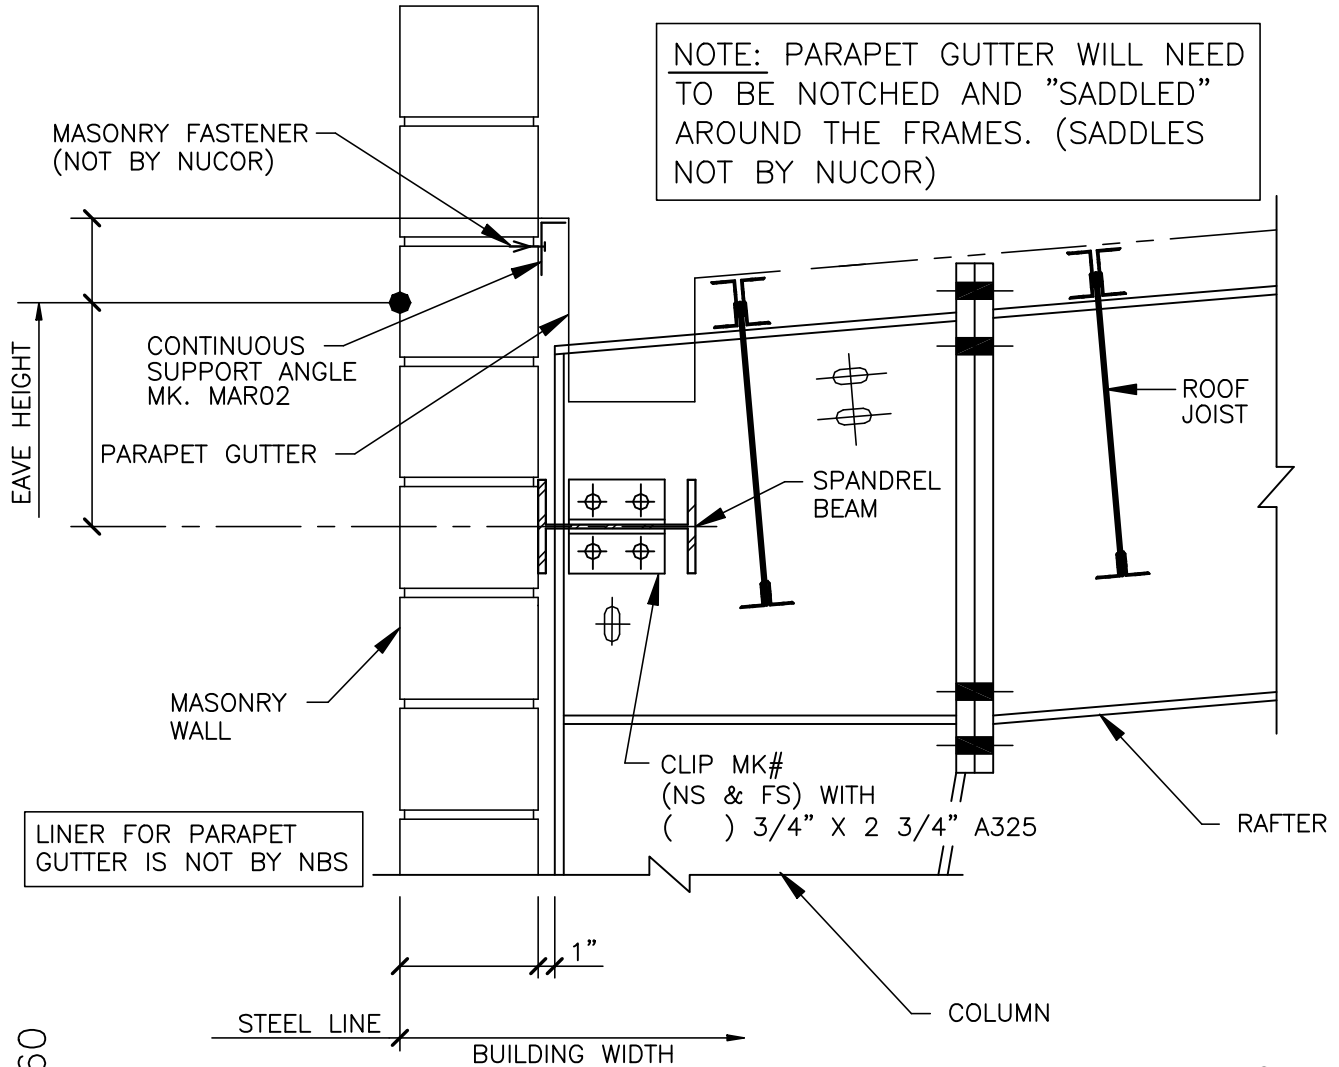 NOTE: PARAPET GUTTER WILL NEED
TO BE NOTCHED AND "SADDLED"
AROUND THE FRAMES. (SADDLES
NOT BY NUCOR)
MASONRY FASTENER
(NOT BY NUCOR)
CONTINUOUS
SUPPORT ANGLE
MK. MAR02
EAVE HEIGHT
PARAPET GUTTER
ROOF
JOIST
SPANDREL
BEAM
MASONRY
WALL
CLIP MK#
(NS & FS) WITH
( ) 3/4" X 2 3/4" A325
RAFTER
LINER FOR PARAPET
GUTTER IS NOT BY NBS
1"
COLUMN
STEEL LINE
BUILDING WIDTH